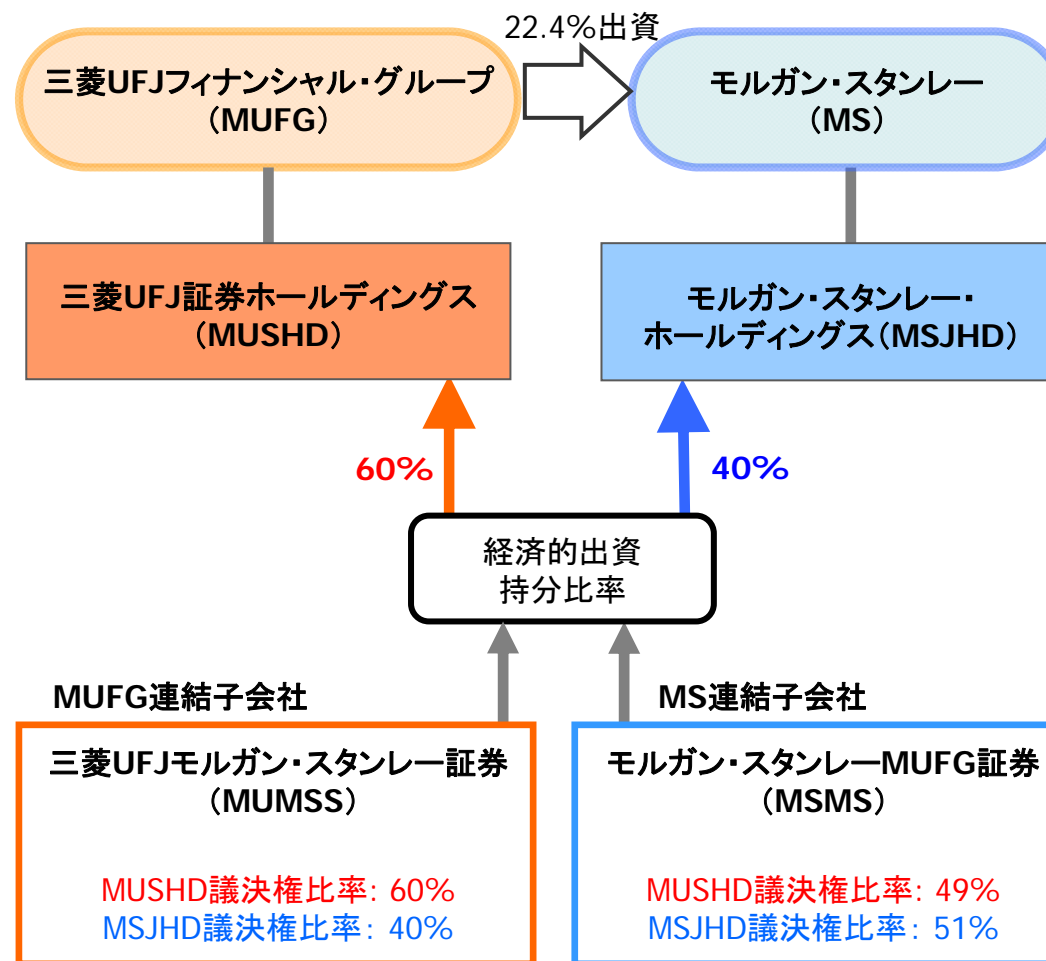 22.4%出資
三菱UFJフィナンシャル・グループ
(MUFG)
モルガン・スタンレー
(MS)
三菱UFJ証券ホールディングス
(MUSHD)
モルガン・スタンレー・
ホールディングス(MSJHD)
60%
40%
経済的出資
持分比率
MUFG連結子会社
MS連結子会社
三菱UFJモルガン・スタンレー証券
(MUMSS)
MUSHD議決権比率: 60%
MSJHD議決権比率: 40%
モルガン・スタンレーMUFG証券
(MSMS)
MUSHD議決権比率: 49%
MSJHD議決権比率: 51%